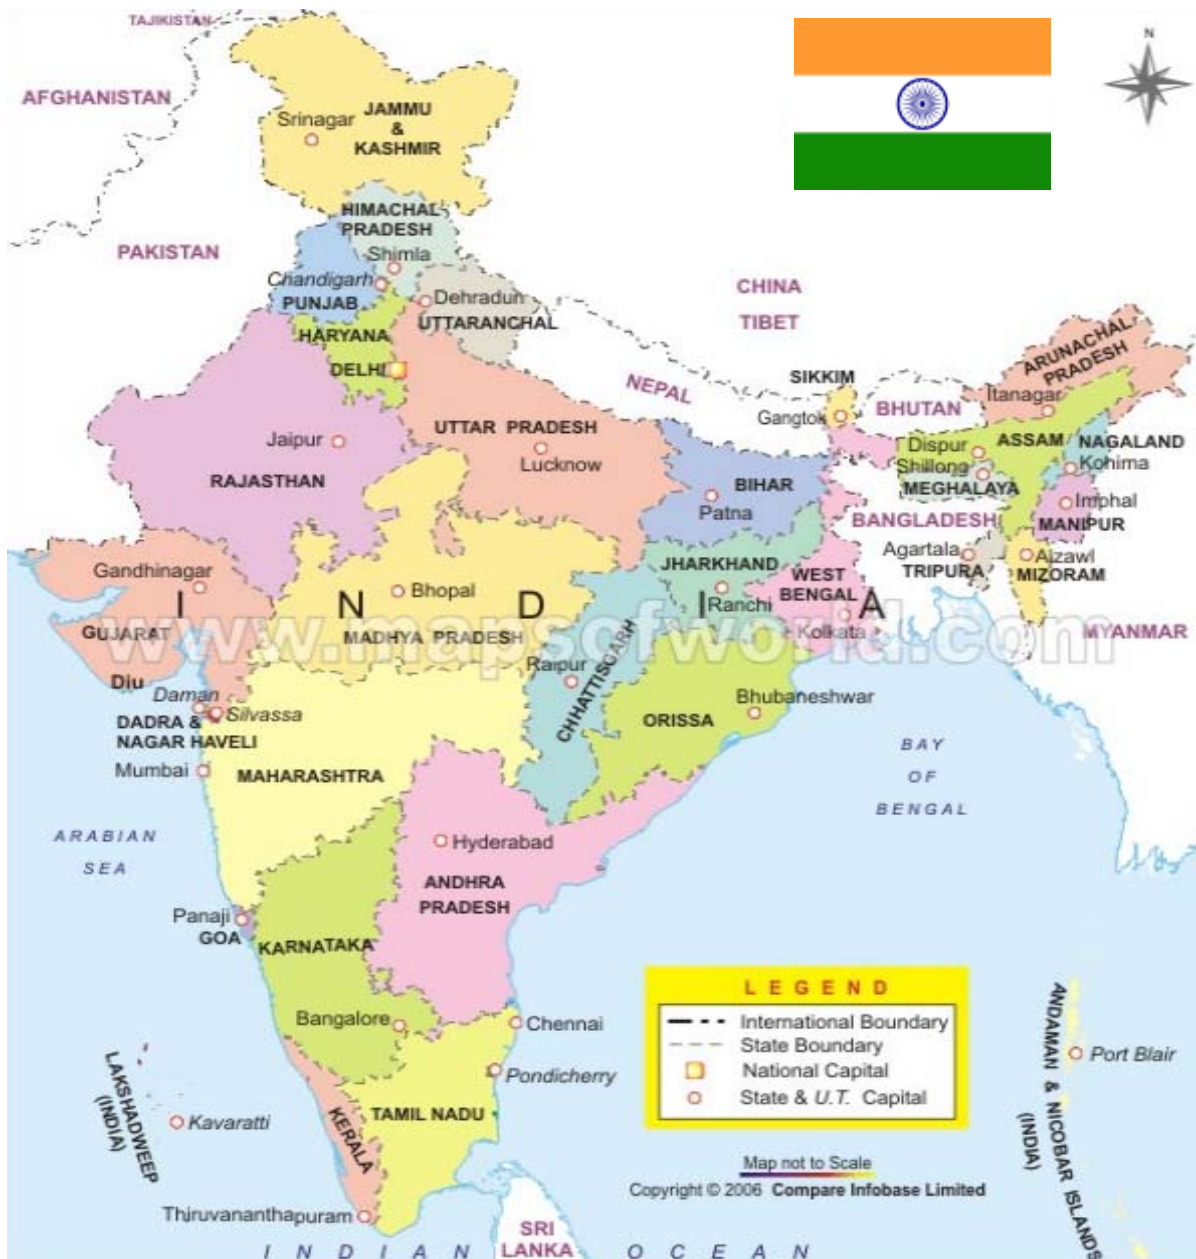 TAJIKISTAN
AFGHANISTAN
N
JAMMU
&
KASHMIR
Srinagar
HIMACHAL
PRADESH
PAKISTAN
Shimla
Chandigarh
PUNJAB
Dehradun
UTTARANCHAL
CHINA
TIBET
HARYANA
DELHI
NEPAL
SIKKIM
Gangtok
BHUTAN
ARUNACHAL
PRADESH
Itanagar
UTTAR PRADESH
Lucknow
Jaipur
RAJASTHAN
BIHAR
Patna
Dispur
ASSAM
NAGALAND
Shillong
Kohima
MEGHALAYA
Imphal
MANIPUR
BANGLADESH
Agartala
TRIPURA
Aizawl
MIZORAM
Gandhinagar
GUJARAT
JHARKHAND
Ranchi
WEST
BENGAL
Kolkata
Bhopal
I N D I A
MADHYA PRADESH
www.mapsofworld.com
MYANMAR
Diu
Daman
Silvassa
DADRA &
NAGAR HAVELI
Raipur
CHHATTISGARH
Bhubaneshwar
ORISSA
Mumbai
MAHARASHTRA
BAY
OF
BENGAL
ARABIAN
SEA
Hyderabad
ANDHRA
PRADESH
Panaji
GOA
KARNATAKA
Bangalore
Chennai
Pondicherry
LEGEND
International Boundary
State Boundary
National Capital
State & U.T. Capital
Port Blair
ANDAMAN & NICOBAR ISLANDS
(INDIA)
LAKSHADWEEP
(INDIA)
Kavaratti
KERALA
TAMIL NADU
Thiruvananthapuram
Map not to Scale
Copyright © 2006 Compare Infobase Limited
SRI
LANKA
INDIAN OCEAN